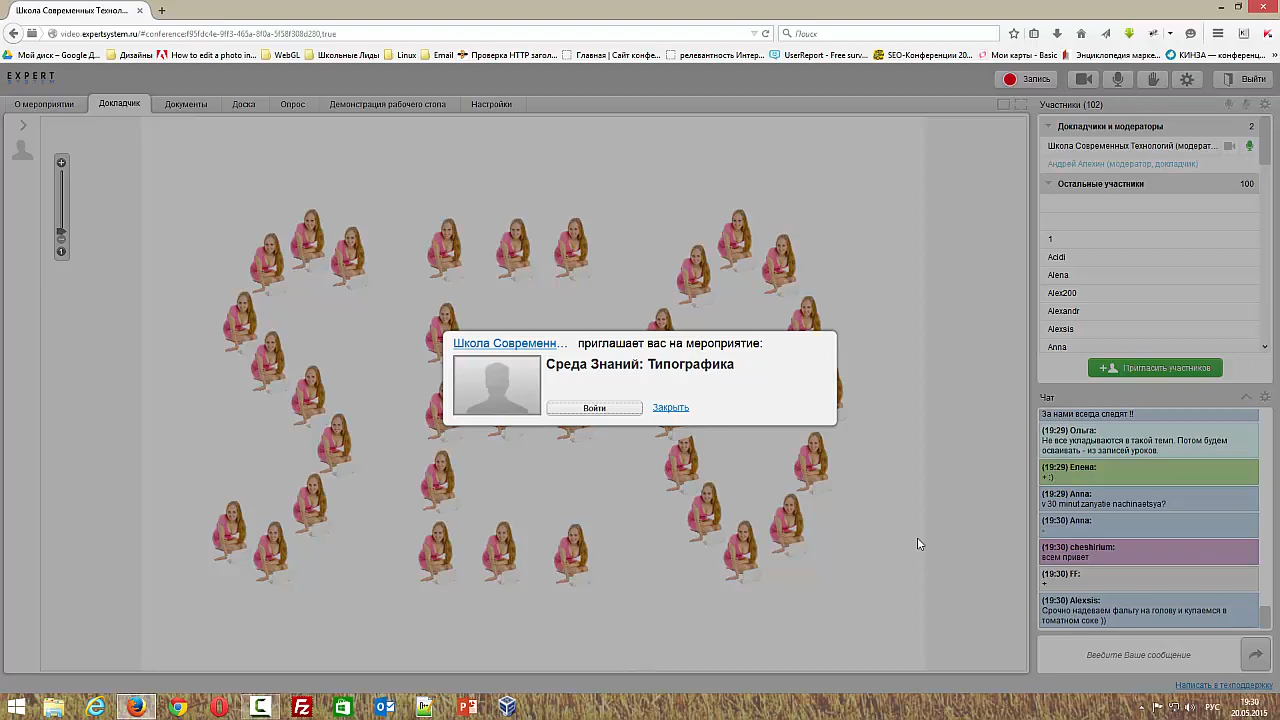 Школа Современных Технол...
video.expertsystem.ru/#conference:f95fdc4e-9ff3-465a-8f0a-5f58f308d280,true
Поиск
Мой диск - Google Д...
Дизайны
How to edit a photo in...
WebGL
Школьные Лиды
Linux
Email
Проверка HTTP загол...
Главная | Сайт конфе...
релевантность Интер...
UserReport - Free surv...
SEO-Конференции 20...
Мои карты - Basic
Энциклопедия марке...
КИНЗА — конференц...
EXPERT
SYSTEM
Запись
Выйти
О мероприятии
Докладчик
Документы
Доска
Опрос
Демонстрация рабочего стола
Настройки
Участники (102)
Докладчики и модераторы 2
Школа Современных Технологий (модерат...
Андрей Алехин (модератор, докладчик)
Остальные участники 100
1
Acidi
Alena
Alex200
Alexandr
Alexsis
Anna
Пригласить участников
Школа Современн... приглашает вас на мероприятие:
Среда Знаний: Типографика
Войти
Закрыть
Чат
За нами всегда следят !!
(19:29) Ольга:
Не все укладываются в такой темп. Потом будем
осваивать - из записей уроков.
(19:29) Елена:
+ :)
(19:29) Anna:
v 30 minut zanyatie nachinaetsya?
(19:30) Anna:
-
(19:30) cheshirium:
всем привет
(19:30) FF:
+
(19:30) Alexsis:
Срочно надеваем фальгу на голову и купаемся в
томатном соке ))
Введите Ваше сообщение
Написать в техподдержку
РУС
19:30
20.05.2015